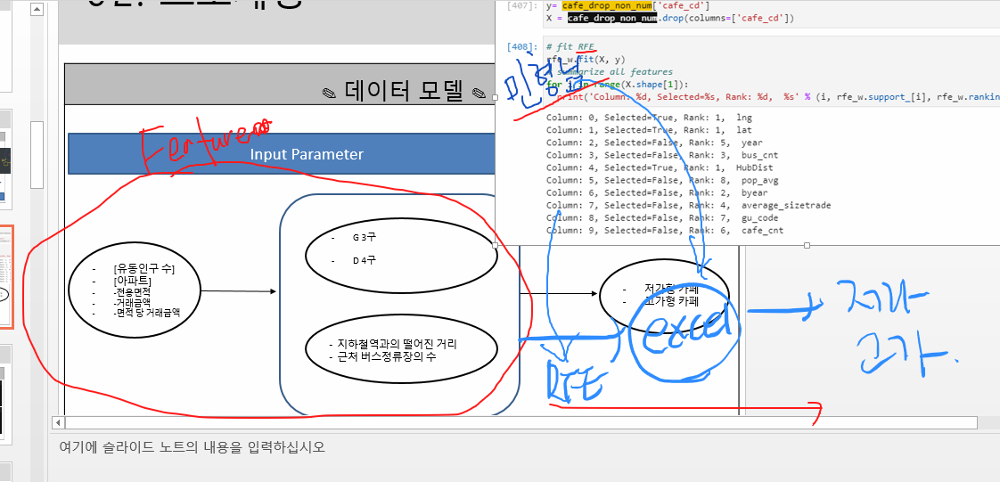 데이터 모델
Input Parameter
Feature
- [유동인구 수]
- [아파트]
- -전용면적
- -거래금액
- -면적 당 거래금액
- G 3구
- D 4구
- 지하철역과의 떨어진 거리
- 근처 버스정류장의 수
- 저가형 카페
- 고가형 카페
excel
RFE
저가
고가.
[407]: y= cafe_drop_non_num['cafe_cd']
X = cafe_drop_non_num.drop(columns=['cafe_cd'])
[408]: # fit RFE
rfe_w.fit(X, y)
# summarize all features
for i in range(X.shape[1]):
print('Column: %d, Selected=%s, Rank: %d, %s' % (i, rfe_w.support_[i], rfe_w.rankin
Column: 0, Selected=True, Rank: 1, lng
Column: 1, Selected=True, Rank: 1, lat
Column: 2, Selected=False, Rank: 5, year
Column: 3, Selected=False, Rank: 3, bus_cnt
Column: 4, Selected=True, Rank: 1, HubDist
Column: 5, Selected=False, Rank: 8, pop_avg
Column: 6, Selected=False, Rank: 2, byear
Column: 7, Selected=False, Rank: 4, average_sizetrade
Column: 8, Selected=False, Rank: 7, gu_code
Column: 9, Selected=False, Rank: 6, cafe_cnt
여기에 슬라이드 노트의 내용을 입력하십시오